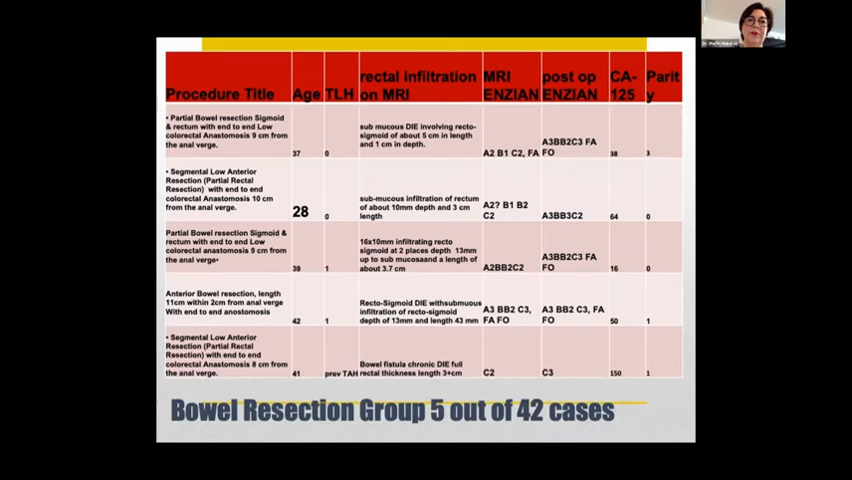 Procedure Title Age TLH rectal infiltration on MRI MRI ENZIAN post op ENZIAN CA-125 Parity
• Partial Bowel resection Sigmoid
& rectum with end to end Low
colorectal Anastomosis 9 cm from
the anal verge.
37
0
sub mucous DIE involving recto-
sigmoid of about 5 cm in length
and 1 cm in depth.
A2 B1 C2, FA
A3BB2C3 FA
FO
38
3
• Segmental Low Anterior
Resection (Partial Rectal
Resection) with end to end
colorectal Anastomosis 10 cm
from the anal verge.
28
0
sub-mucous infiltration of rectum
of about 10mm depth and 3 cm
length
A2? B1 B2
C2
A3BB3C2
64
0
Partial Bowel resection Sigmoid &
rectum with end to end Low
colorectal anastomosis 9 cm from
the anal verge•
39
1
16x10mm infiltrating recto
sigmoid at 2 places depth 13mm
up to sub mucosaand a length of
about 3.7 cm
A2BB2C2
A3BB2C3 FA
FO
16
0
Anterior Bowel resection, length
11cm within 2cm from anal verge
With end to end anostomosis
42
1
Recto-Sigmoid DIE withsubmuous
infiltration of recto-sigmoid
depth of 13mm and length 43 mm
A3 BB2 C3,
FA FO
A3 BB2 C3, FA
FO
50
1
• Segmental Low Anterior
Resection (Partial Rectal
Resection) with end to end
colorectal Anastomosis 8 cm from
the anal verge.
41
prev TAH
Bowel fistula chronic DIE full
rectal thickness length 3+cm
C2
C3
150
1
Bowel Resection Group 5 out of 42 cases